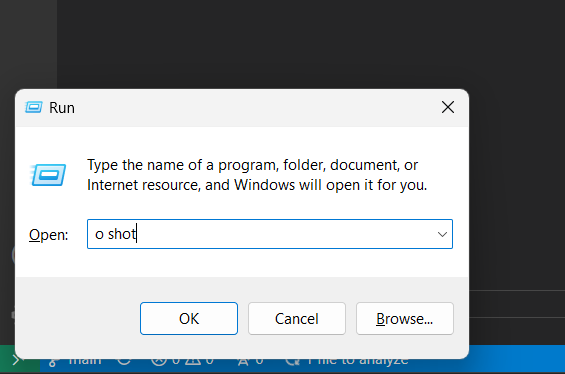 Run
Type the name of a program, folder, document, or
Internet resource, and Windows will open it for you.
Open: o shot
OK Cancel Browse...
main 0 0 0 1 file to analyze